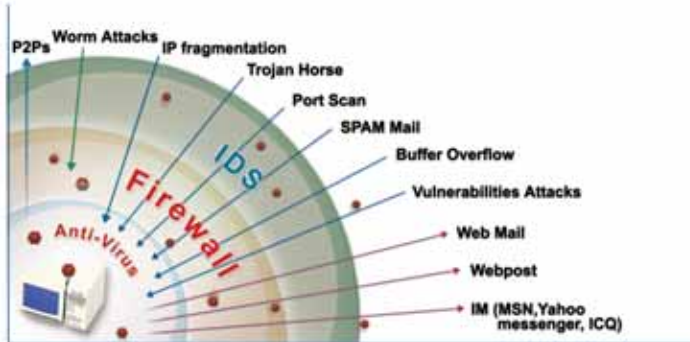 P2Ps
Worm Attacks
IP fragmentation
Trojan Horse
Port Scan
SPAM Mail
Buffer Overflow
Vulnerabilities Attacks
IDS
Firewall
Anti-Virus
Web Mail
Webpost
IM (MSN,Yahoo
messenger, ICQ)